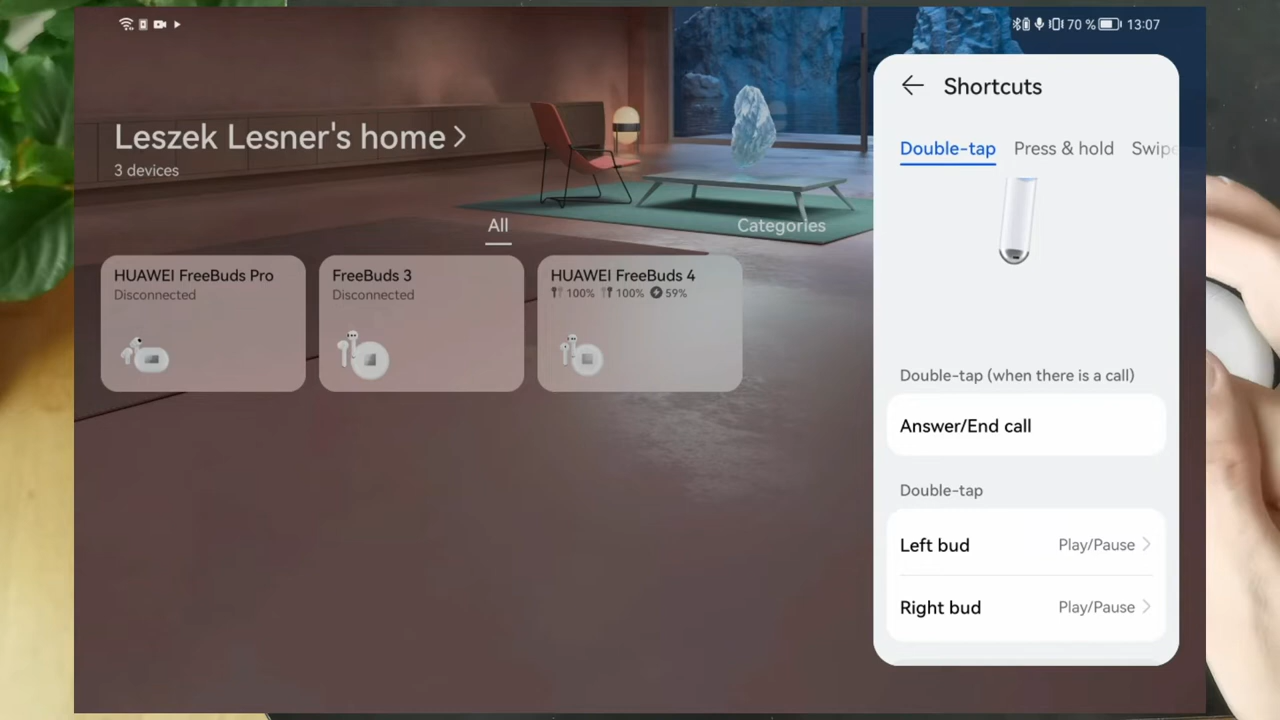 70 % 13:07
Leszek Lesner's home
3 devices
All
Categories
HUAWEI FreeBuds Pro
Disconnected
FreeBuds 3
Disconnected
HUAWEI FreeBuds 4
100% 100% 59%
Shortcuts
Double-tap Press & hold Swipe
Double-tap (when there is a call)
Answer/End call
Double-tap
Left bud Play/Pause
Right bud Play/Pause